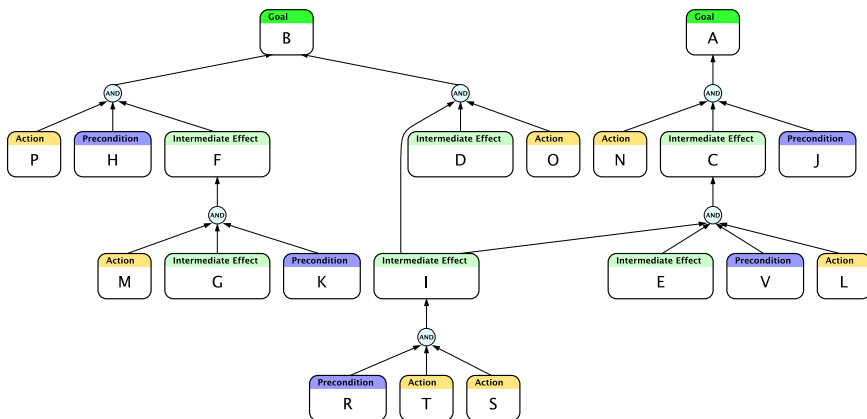 Goal
B
Goal
A
AND
AND
AND
Action
P
Precondition
H
Intermediate Effect
F
Intermediate Effect
D
Action
O
Action
N
Intermediate Effect
C
Precondition
J
AND
AND
Action
M
Intermediate Effect
G
Precondition
K
Intermediate Effect
I
Intermediate Effect
E
Precondition
V
Action
L
AND
Precondition
R
Action
T
Action
S